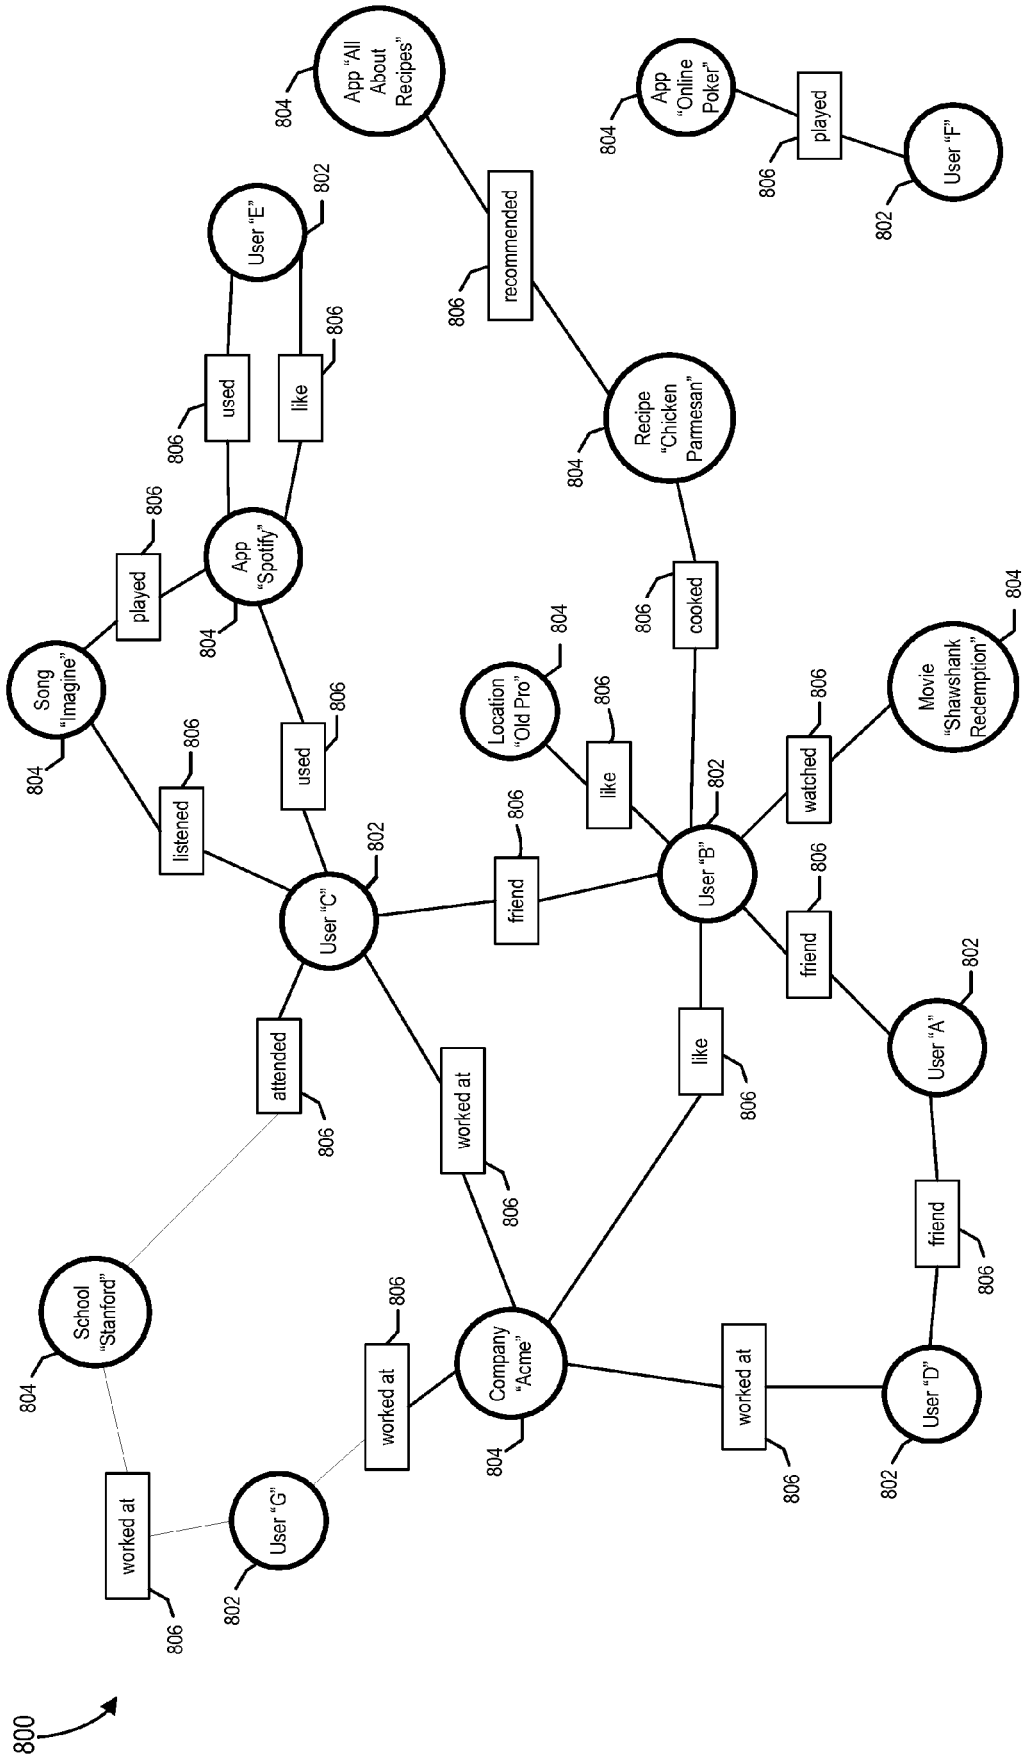 800
806
worked at
User "G"
802
804
School
"Stanford"
806
attended
806
worked at
Company
"Acme"
804
worked at
806
worked at
806
User "D"
802
friend
806
User "A"
802
like
806
friend
806
User "B"
802
friend
806
User "C"
802
listened
806
used
806
Song
"Imagine"
804
played
806
App
"Spotify"
804
used
806
like
806
User "E"
802
Location
"Old Pro"
804
like
806
cooked
806
watched
806
Movie
"Shawshank
Redemption"
804
Recipe
"Chicken
Parmesan"
804
recommended
806
App "All
About
Recipes"
804
App
"Online
Poker"
804
played
806
User "F"
802